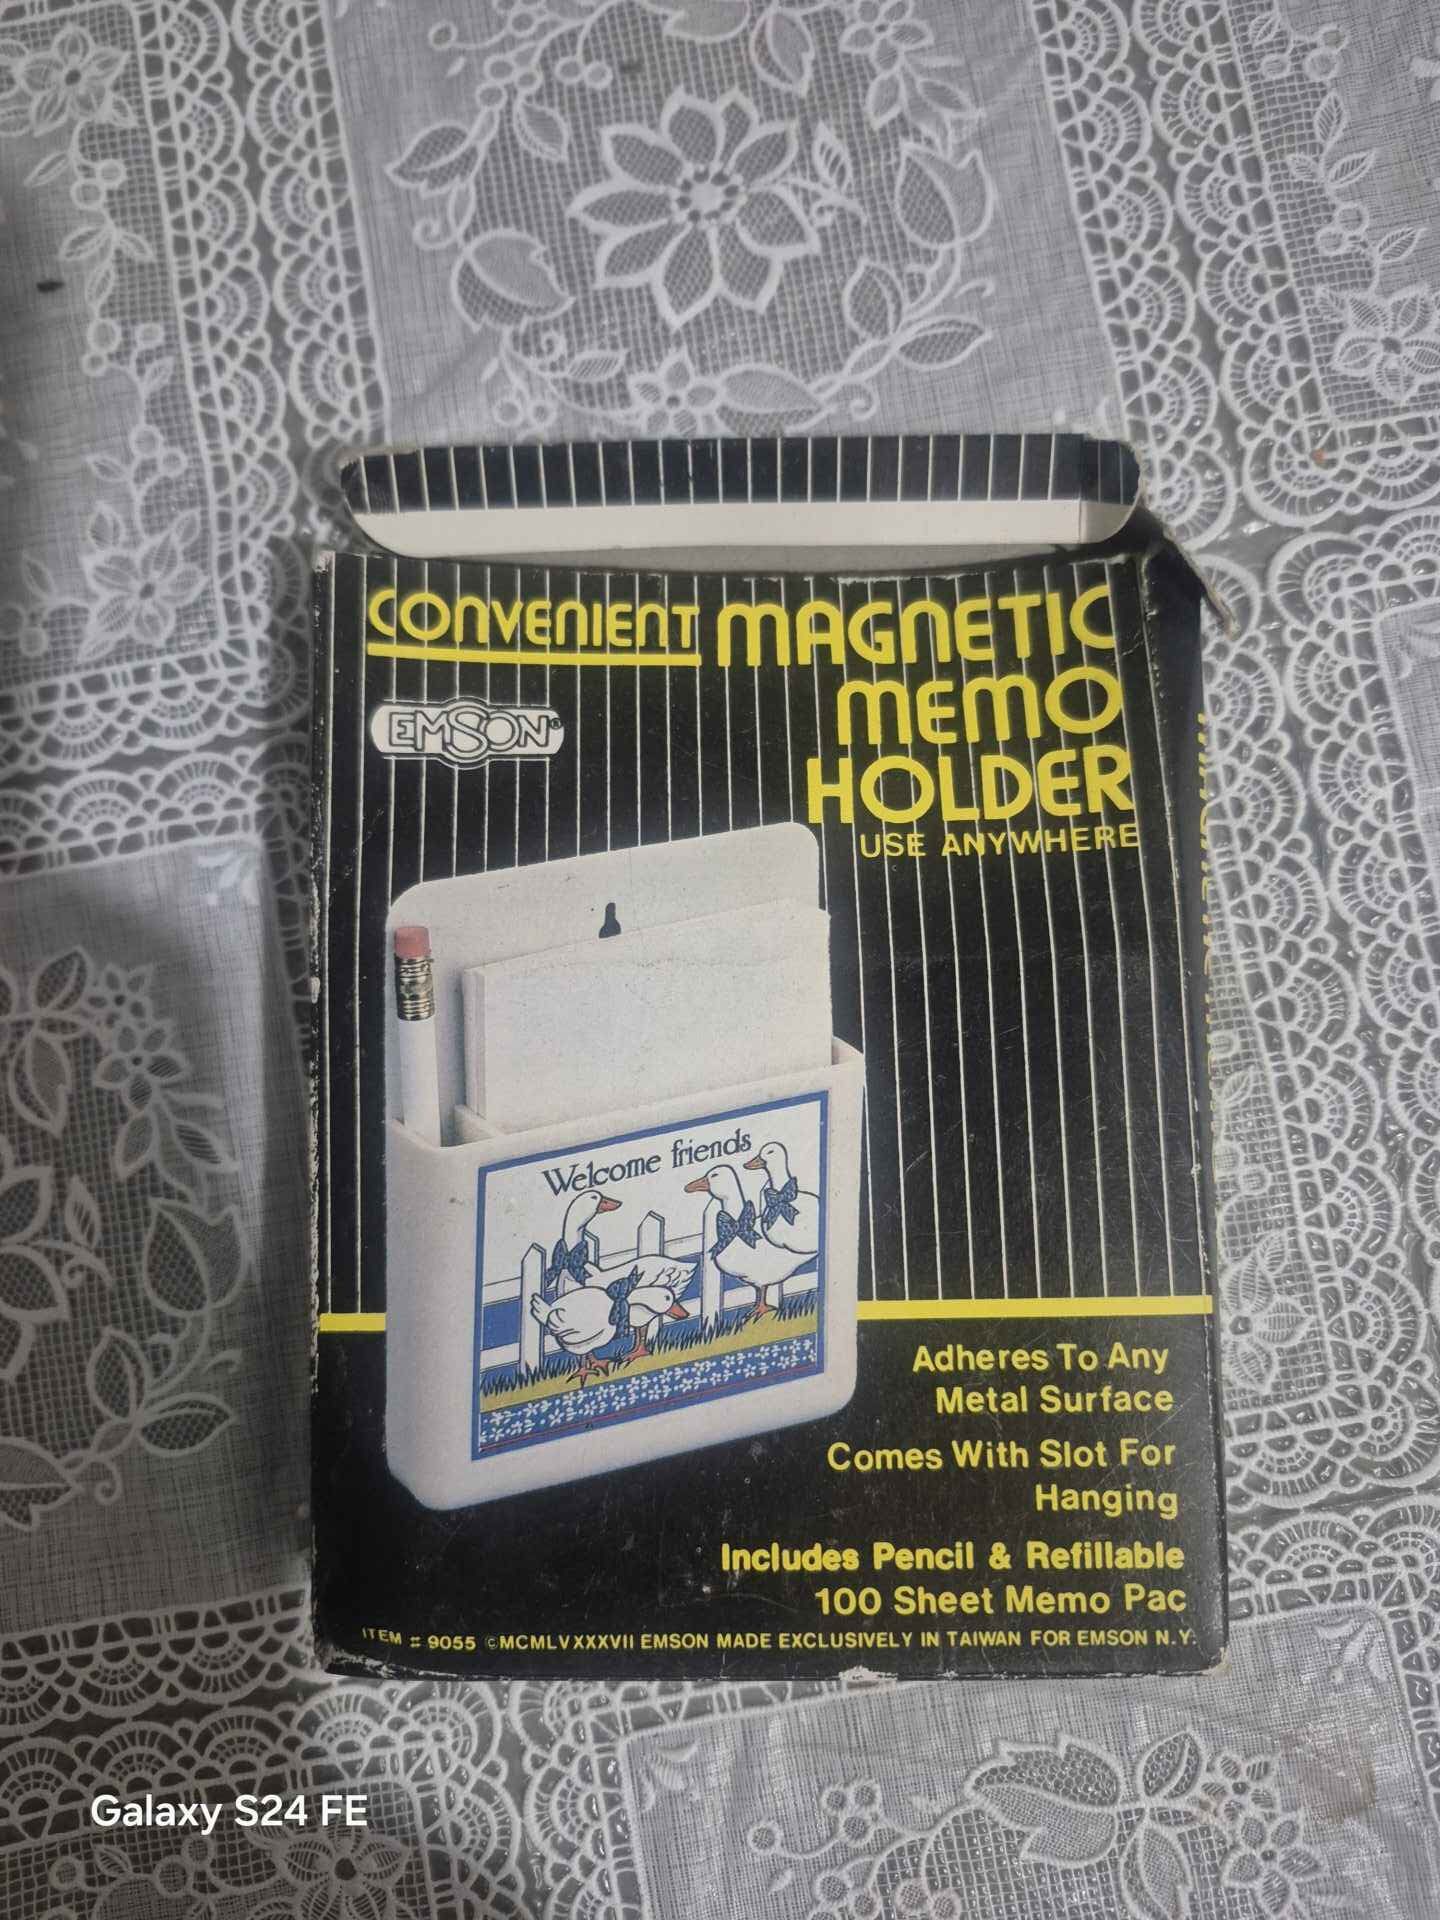 CONVENIENT MAGNETIC
MEMO
HOLDER
USE ANYWHERE
EMSON®
Welcome friends
Adheres To Any
Metal Surface
Comes With Slot For
Hanging
Includes Pencil & Refillable
100 Sheet Memo Pac
ITEM # 9055 ©MCMLVXXXVII EMSON MADE EXCLUSIVELY IN TAIWAN FOR EMSON N.Y.
Galaxy S24 FE